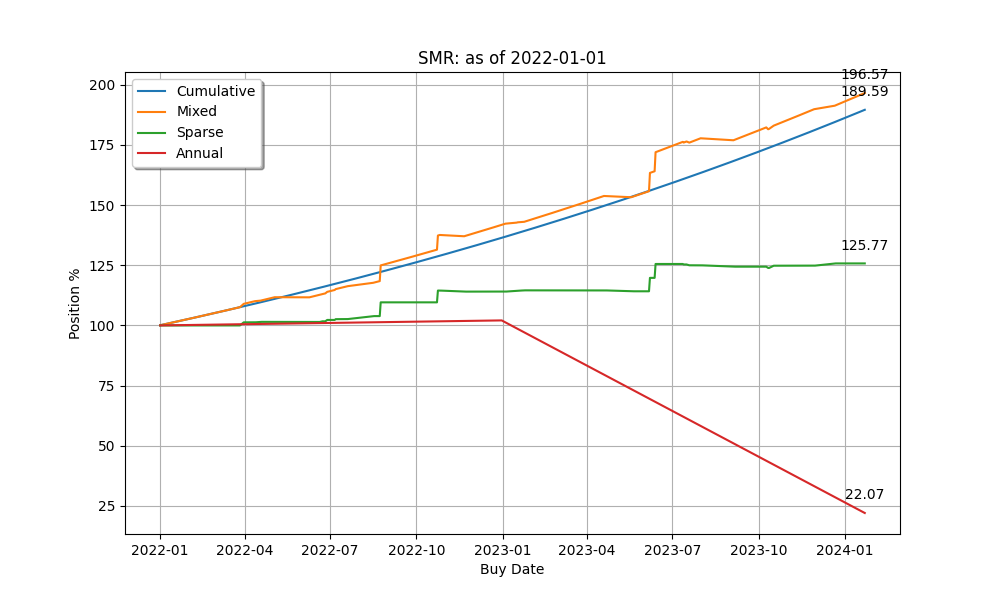 SMR: as of 2022-01-01
Cumulative
Mixed
Sparse
Annual
196.57
189.59
125.77
22.07
Position %
200
175
150
125
100
75
50
25
2022-01 2022-04 2022-07 2022-10 2023-01 2023-04 2023-07 2023-10 2024-01
Buy Date